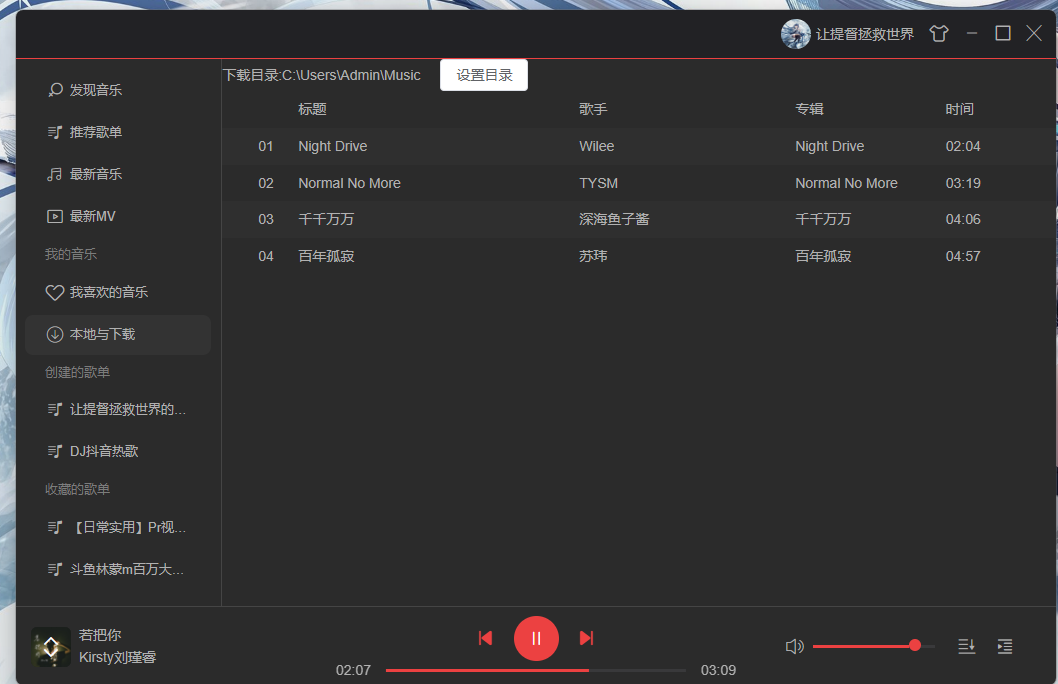 让提督拯救世界
发现音乐
推荐歌单
最新音乐
最新MV
我的音乐
我喜欢的音乐
本地与下载
创建的歌单
让提督拯救世界的...
DJ抖音热歌
收藏的歌单
【日常实用】Pr视...
斗鱼林蒙m百万大...
下载目录:C:\Users\Admin\Music 设置目录
标题 歌手 专辑 时间
01 Night Drive Wilee Night Drive 02:04
02 Normal No More TYSM Normal No More 03:19
03 千千万万 深海鱼子酱 千千万万 04:06
04 百年孤寂 苏玮 百年孤寂 04:57
若把你
Kirsty刘瑾睿
02:07 03:09